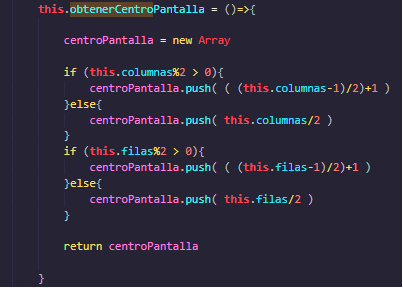 this.obtenerCentroPantalla = ()=>{
centroPantalla = new Array
if (this.columnas%2 > 0){
centroPantalla.push( ( (this.columnas-1)/2)+1 )
}else{
centroPantalla.push( this.columnas/2 )
}
if (this.filas%2 > 0){
centroPantalla.push( ( (this.filas-1)/2)+1 )
}else{
centroPantalla.push( this.filas/2 )
}
return centroPantalla
}